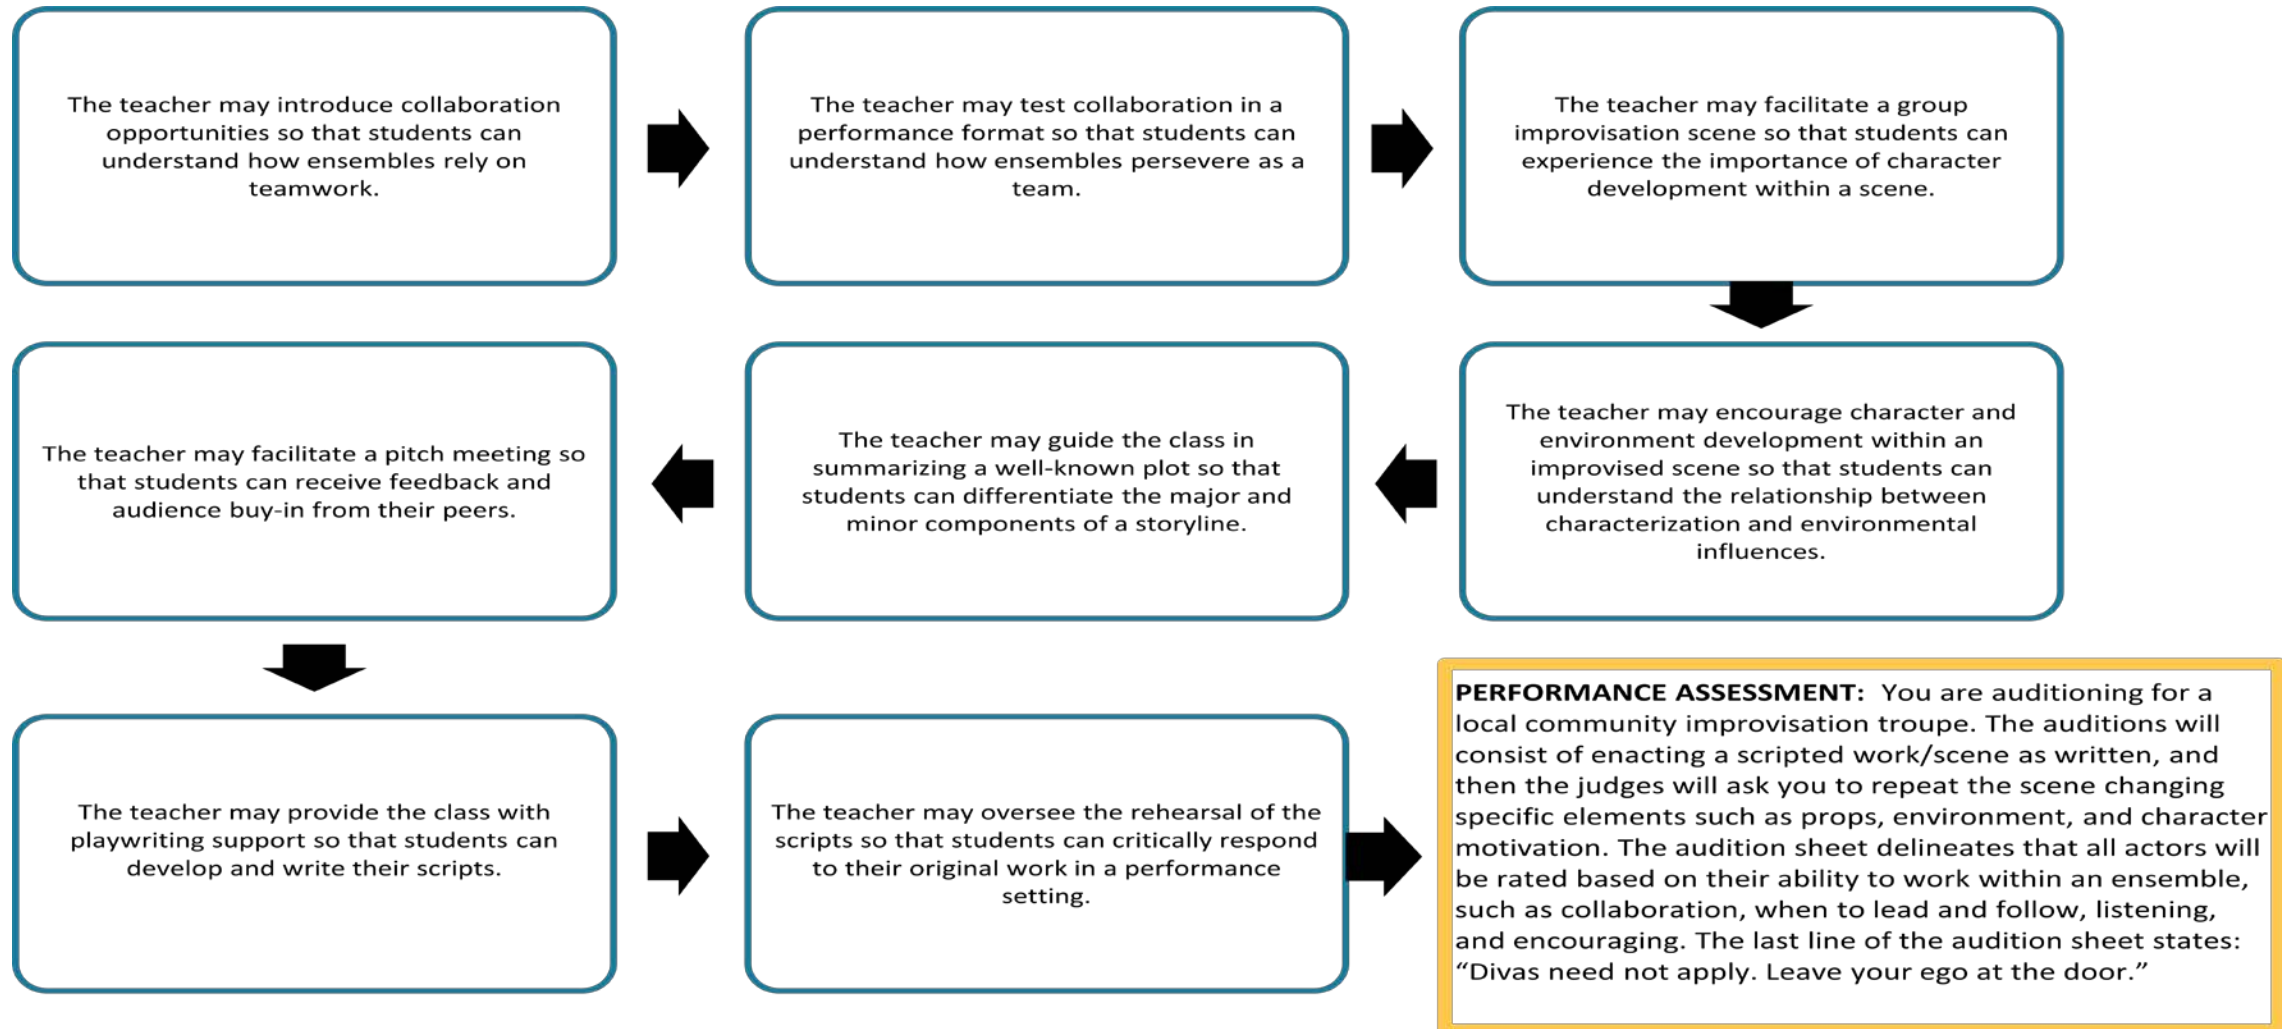 The teacher may introduce collaboration
opportunities so that students can
understand how ensembles rely on
teamwork.
The teacher may test collaboration in a
performance format so that students can
understand how ensembles persevere as a
team.
The teacher may facilitate a group
improvisation scene so that students can
experience the importance of character
development within a scene.
The teacher may encourage character and
environment development within an
improvised scene so that students can
understand the relationship between
characterization and environmental
influences.
The teacher may guide the class in
summarizing a well-known plot so that
students can differentiate the major and
minor components of a storyline.
The teacher may facilitate a pitch meeting so
that students can receive feedback and
audience buy-in from their peers.
The teacher may provide the class with
playwriting support so that students can
develop and write their scripts.
The teacher may oversee the rehearsal of the
scripts so that students can critically respond
to their original work in a performance
setting.
PERFORMANCE ASSESSMENT: You are auditioning for a
local community improvisation troupe. The auditions will
consist of enacting a scripted work/scene as written, and
then the judges will ask you to repeat the scene changing
specific elements such as props, environment, and character
motivation. The audition sheet delineates that all actors will
be rated based on their ability to work within an ensemble,
such as collaboration, when to lead and follow, listening,
and encouraging. The last line of the audition sheet states:
“Divas need not apply. Leave your ego at the door.”